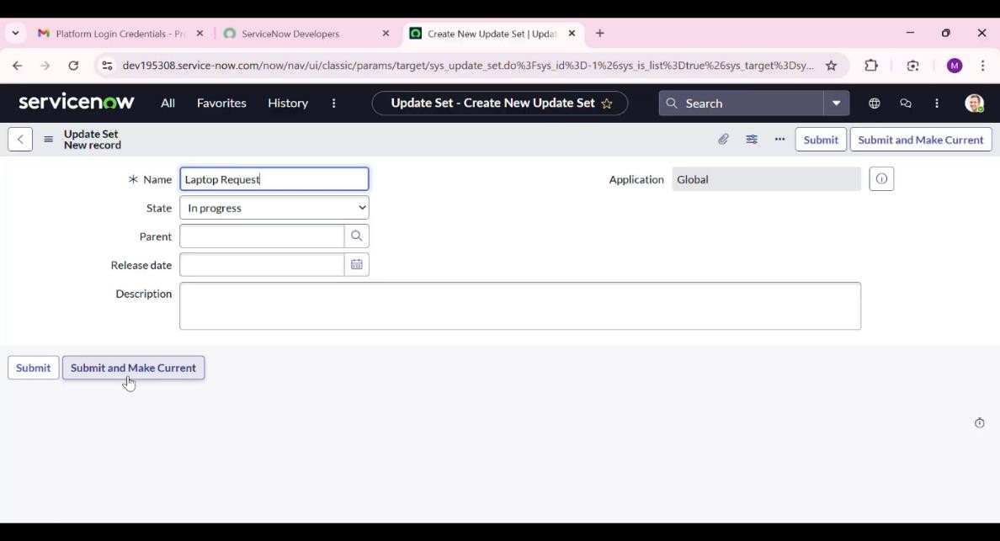 Platform Login Credentials - Pro
ServiceNow Developers
Create New Update Set | Updat
dev195308.service-now.com/now/nav/ui/classic/params/target/sys_update_set.do%3Fsys_id%3D-1%26sys_is_list%3Dtrue%26sys_target%3Dsy...
M
servicenow
All
Favorites
History
Update Set - Create New Update Set
Search
Update Set
New record
Submit
Submit and Make Current
* Name
Laptop Request
Application
Global
State
In progress
Parent
Release date
Description
Submit
Submit and Make Current